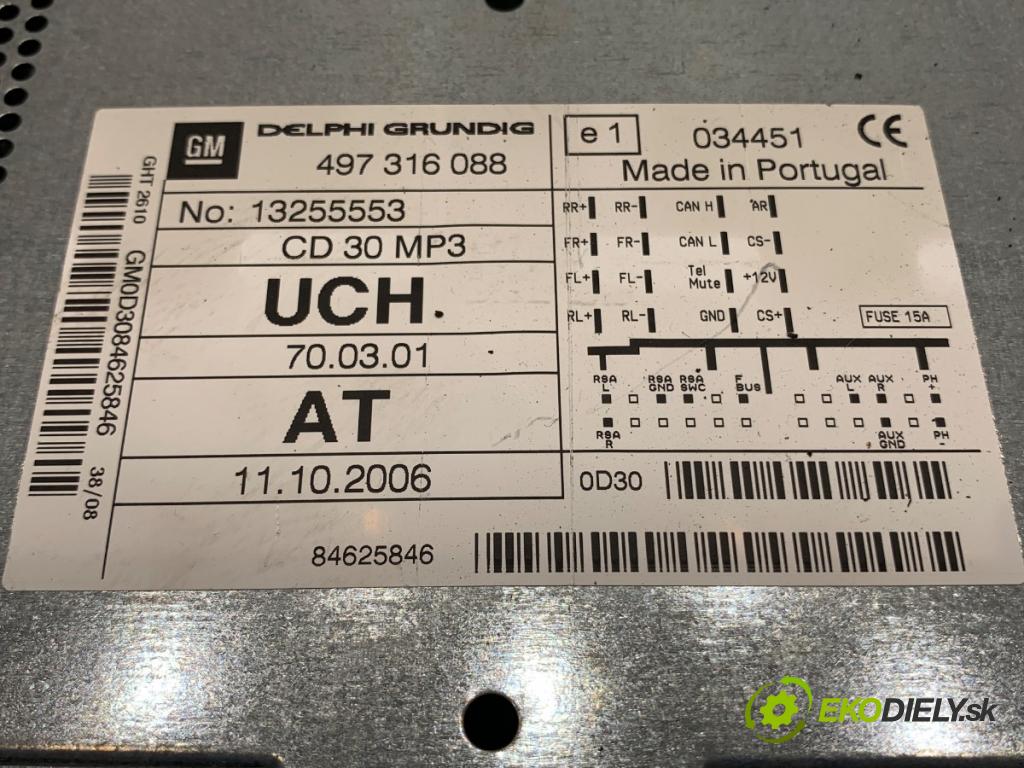 GM
DELPHI GRUNDIG
497 316 088
e 1
034451
CE
Made in Portugal
GHT 2610
GM0D3084625846
38/08
No: 13255553
CD 30 MP3
UCH.
70.03.01
AT
11.10.2006
RR+ RR- CAN H AR
FR+ FR- CAN L CS-
FL+ FL- Tel Mute +12V
RL+ RL- GND CS+
FUSE 15A
RSA L RSA GND RSA SWC F BUS AUX L AUX R PH +
RSA R AUX GND PH -
0D30
84625846
EKODIELY.sk